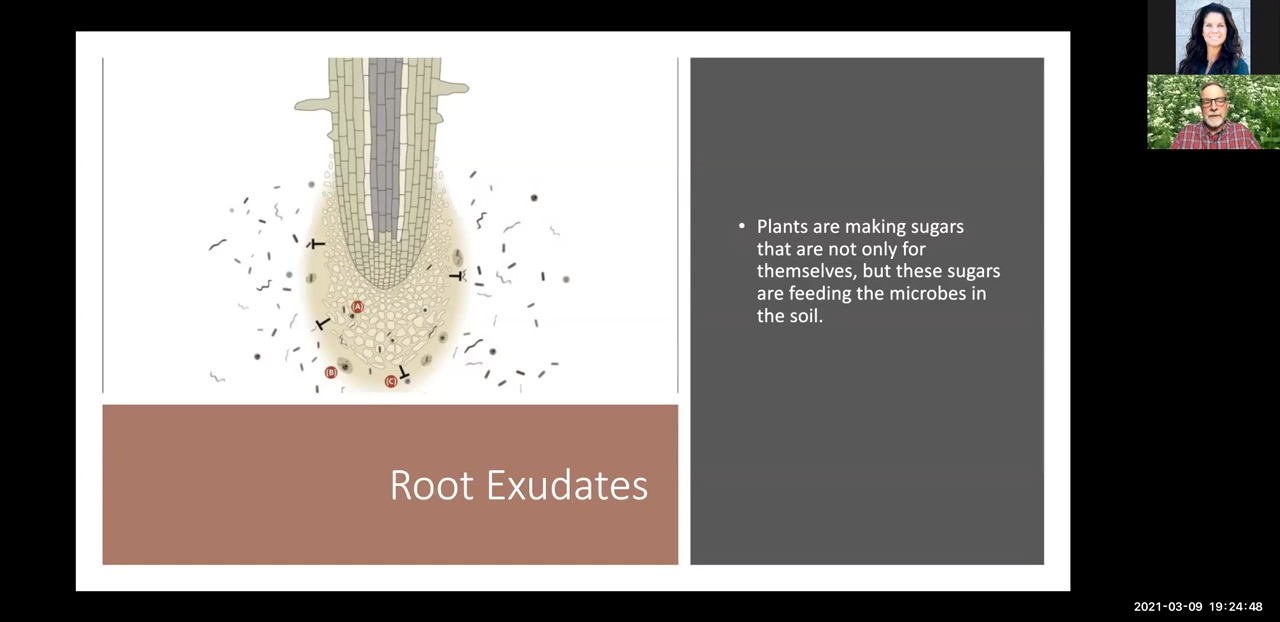 (A)
(B)
(C)
Root Exudates
• Plants are making sugars
that are not only for
themselves, but these sugars
are feeding the microbes in
the soil.
2021-03-09 19:24:48